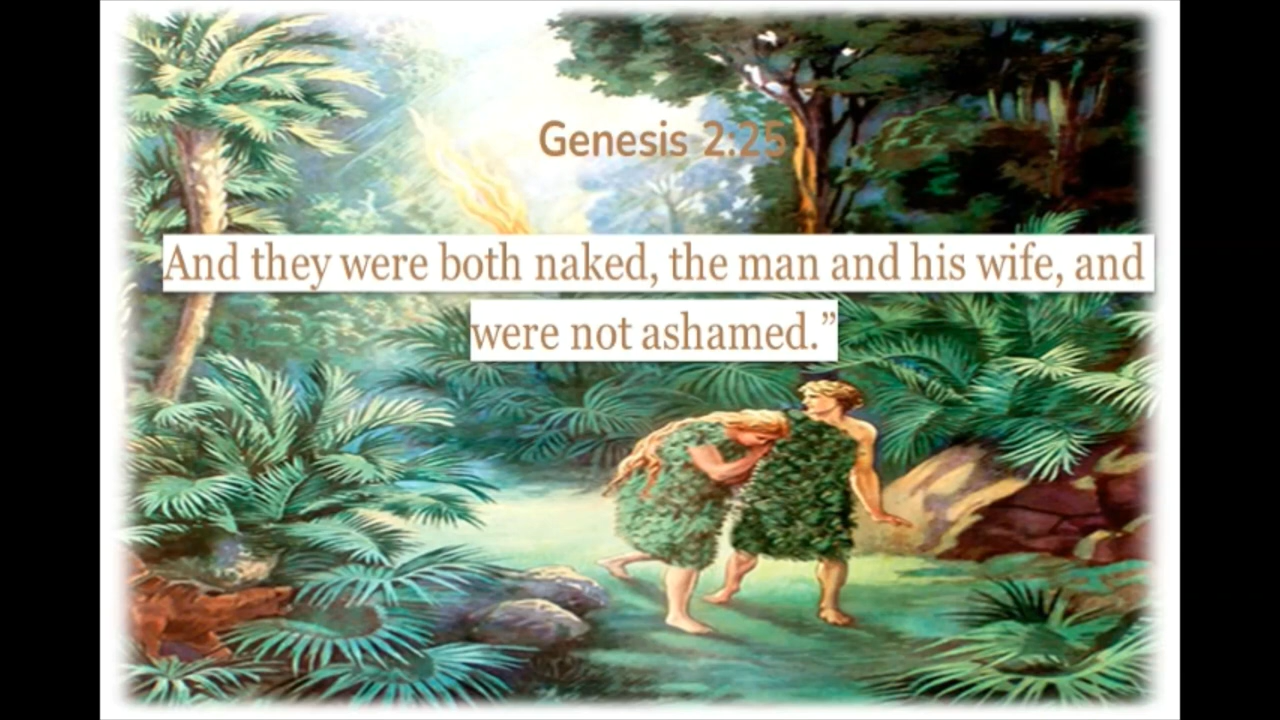 Genesis 2:25
And they were both naked, the man and his wife, and
were not ashamed.”